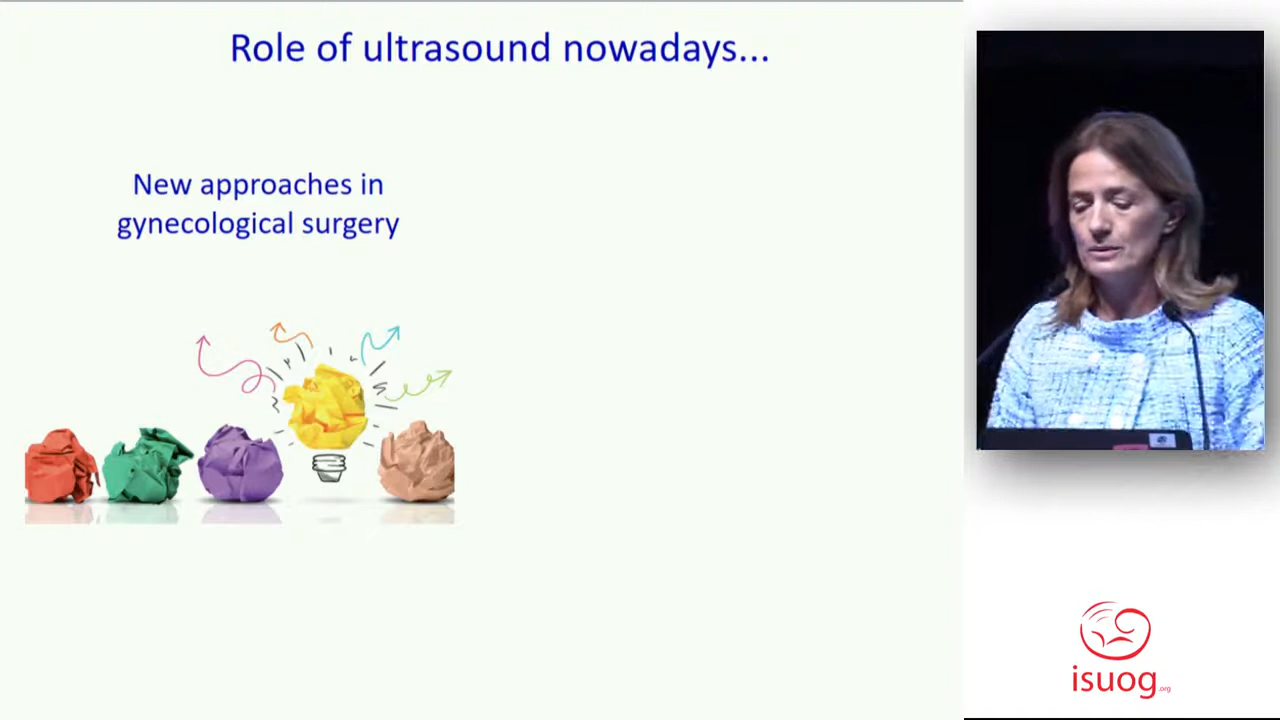 Role of ultrasound nowadays...
New approaches in
gynecological surgery
isuog.org